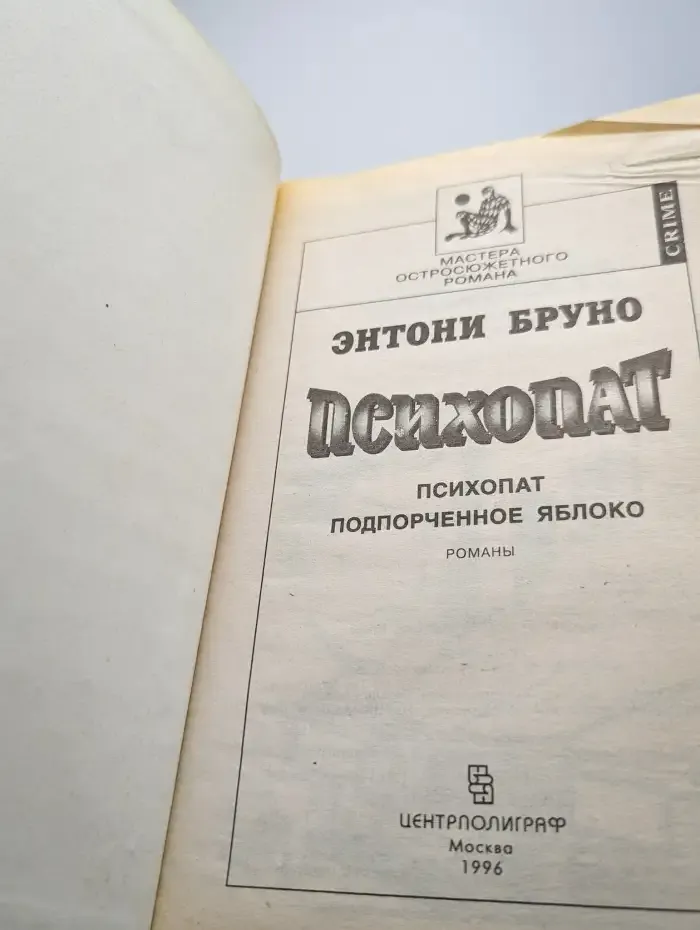 МАСТЕРА
ОСТРОСЮЖЕТНОГО
РОМАНА
CRIME
ЭНТОНИ БРУНО
ПСИХОПАТ
ПСИХОПАТ
ПОДПОРЧЕННОЕ ЯБЛОКО
РОМАНЫ
ЦЕНТРПОЛИГРАФ
Москва
1996